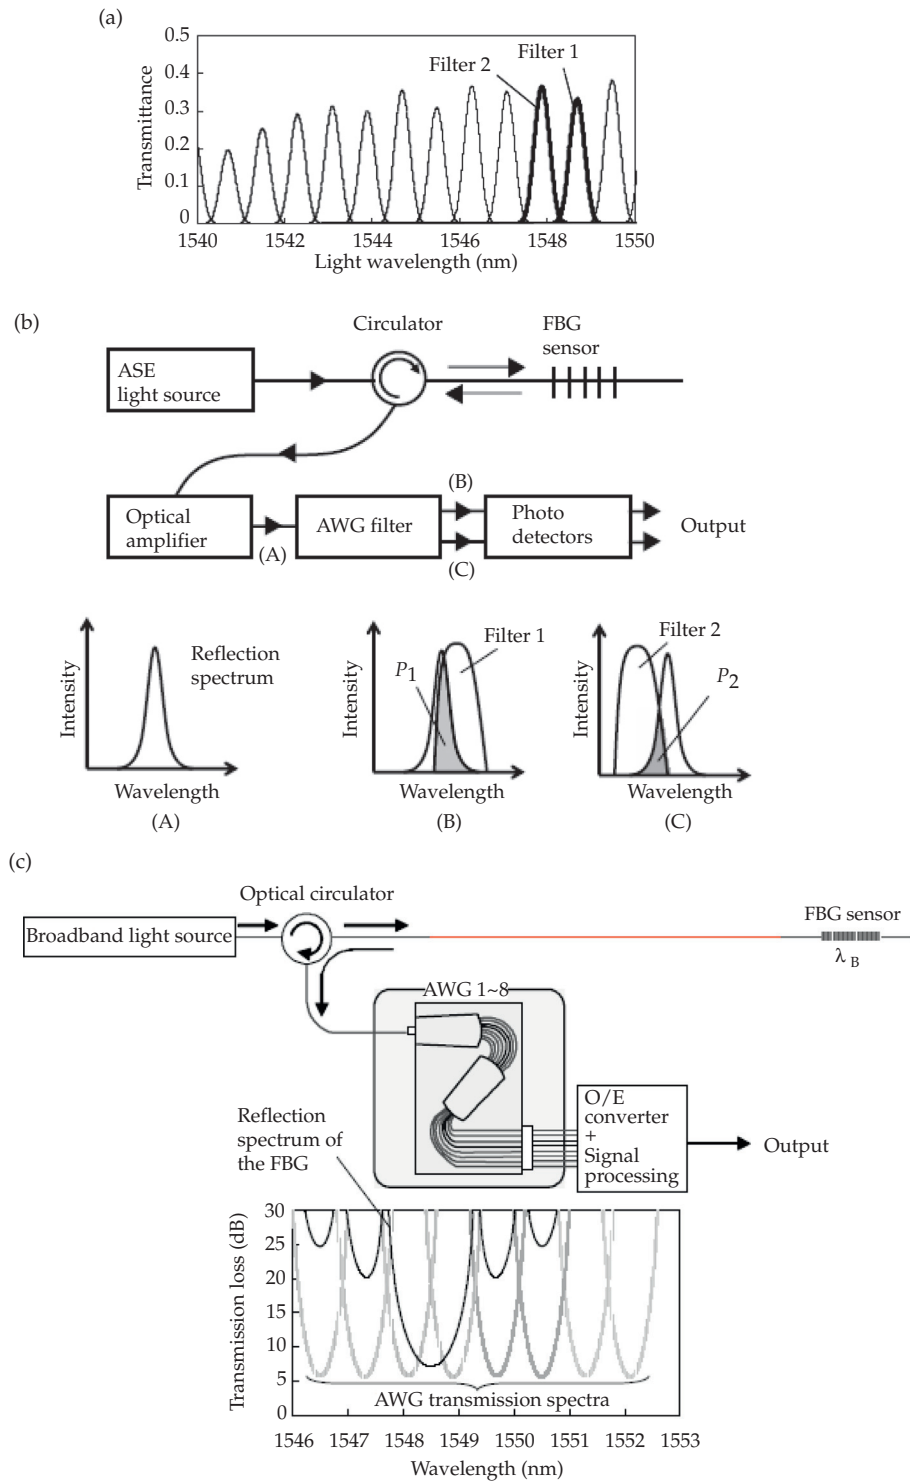 (a)
0.5
0.4
0.3
0.2
0.1
0
Transmittance
Filter 2
Filter 1
1540
1542
1544
1546
1548
1550
Light wavelength (nm)
(b)
Circulator
FBG
sensor
ASE
light source
Optical
amplifier
(A)
AWG filter
(B)
(C)
Photo
detectors
Output
Intensity
Reflection
spectrum
Wavelength
(A)
Intensity
P1
Filter 1
Wavelength
(B)
Intensity
Filter 2
P2
Wavelength
(C)
(c)
Optical circulator
Broadband light source
FBG sensor
λ B
AWG 1~8
O/E
converter
+
Signal
processing
Output
Reflection
spectrum of
the FBG
Transmission loss (dB)
30
25
20
15
10
5
0
AWG transmission spectra
1546
1547
1548
1549
1550
1551
1552
1553
Wavelength (nm)